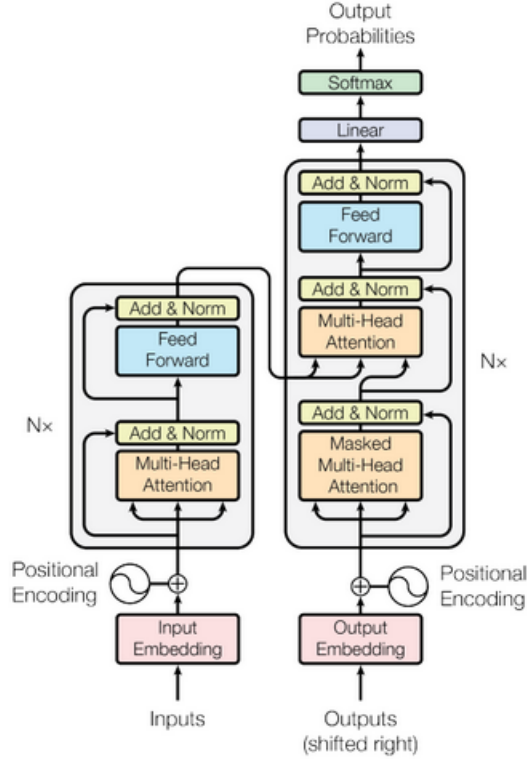 Output
Probabilities
Softmax
Linear
Add & Norm
Feed
Forward
Add & Norm
Multi-Head
Attention
Add & Norm
Masked
Multi-Head
Attention
N×
Add & Norm
Feed
Forward
Add & Norm
Multi-Head
Attention
N×
Positional
Encoding
Positional
Encoding
Input
Embedding
Output
Embedding
Inputs
Outputs
(shifted right)